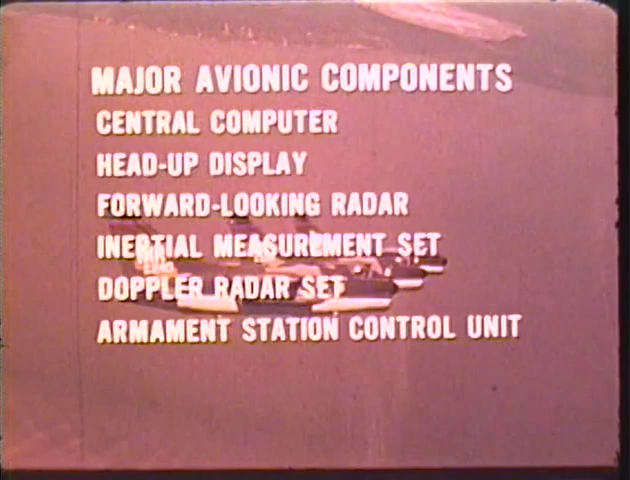 MAJOR AVIONIC COMPONENTS
CENTRAL COMPUTER
HEAD-UP DISPLAY
FORWARD-LOOKING RADAR
INERTIAL MEASUREMENT SET
DOPPLER RADAR SET
ARMAMENT STATION CONTROL UNIT